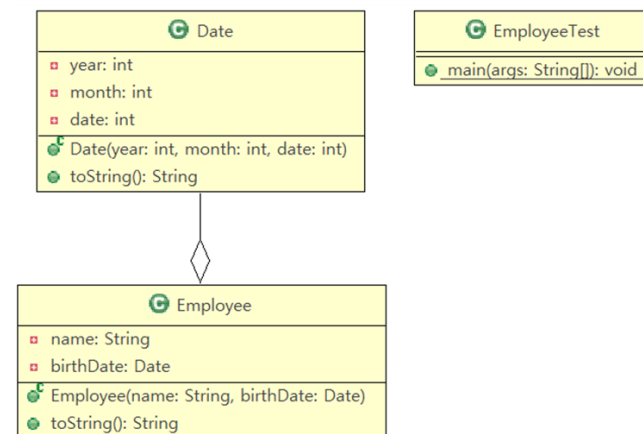 Date
year: int
month: int
date: int
Date(year: int, month: int, date: int)
toString(): String
EmployeeTest
main(args: String[]): void
Employee
name: String
birthDate: Date
Employee(name: String, birthDate: Date)
toString(): String